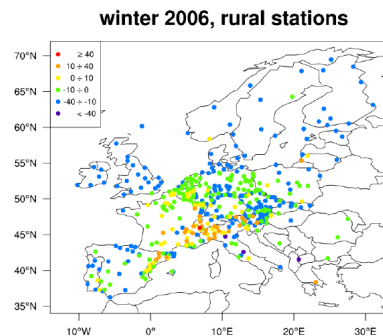 winter 2006, rural stations
70°N
65°N
60°N
55°N
50°N
45°N
40°N
35°N
≥ 40
10 ÷ 40
0 ÷ 10
-10 ÷ 0
-40 ÷ -10
< -40
10°W
0°
10°E
20°E
30°E